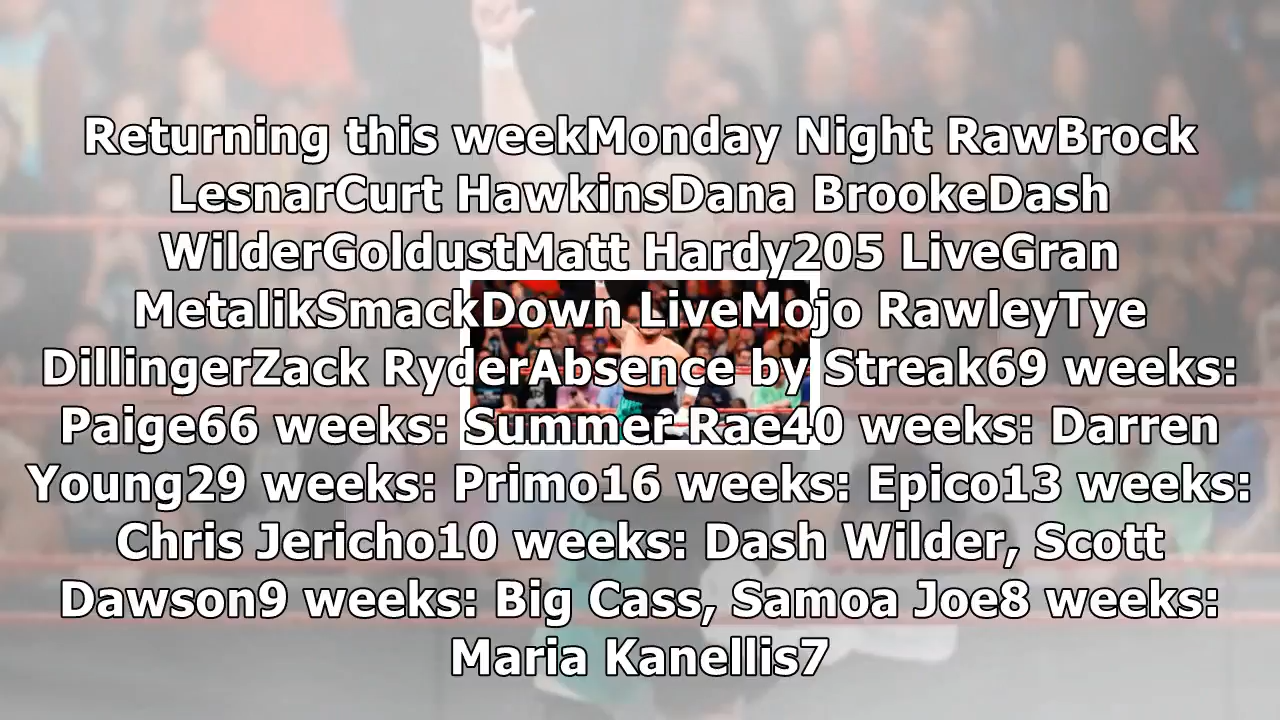 Returning this weekMonday Night RawBrock
LesnarCurt HawkinsDana BrookeDash
WilderGoldustMatt Hardy205 LiveGran
MetalikSmackDown LiveMojo RawleyTye
DillingerZack RyderAbsence by Streak69 weeks:
Paige66 weeks: Summer Rae40 weeks: Darren
Young29 weeks: Primo16 weeks: Epico13 weeks:
Chris Jericho10 weeks: Dash Wilder, Scott
Dawson9 weeks: Big Cass, Samoa Joe8 weeks:
Maria Kanellis7